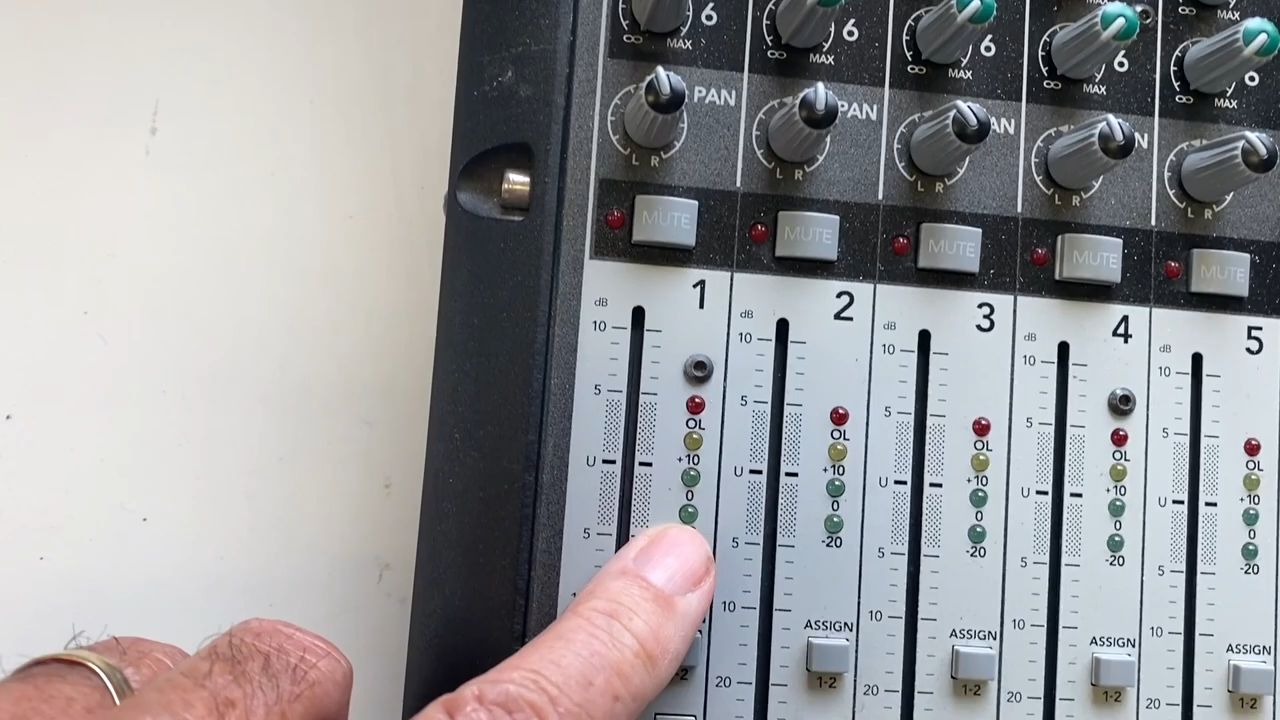 6 6 6 6 6
∞ MAX ∞ MAX ∞ MAX ∞ MAX ∞ MAX
PAN PAN AN N
L R L R L R L R L R
MUTE MUTE MUTE MUTE MUTE
1 2 3 4 5
dB dB dB dB dB
10 10 10 10 10
5 5 5 5 5
OL OL OL OL OL
+10 +10 +10 +10 +10
U U U U U
0 0 0 0 0
-20 -20 -20 -20
5 5 5 5 5
10 10 10 10
ASSIGN ASSIGN ASSIGN ASSIGN
-2 1-2 1-2 1-2 1-2
20 20 20 20